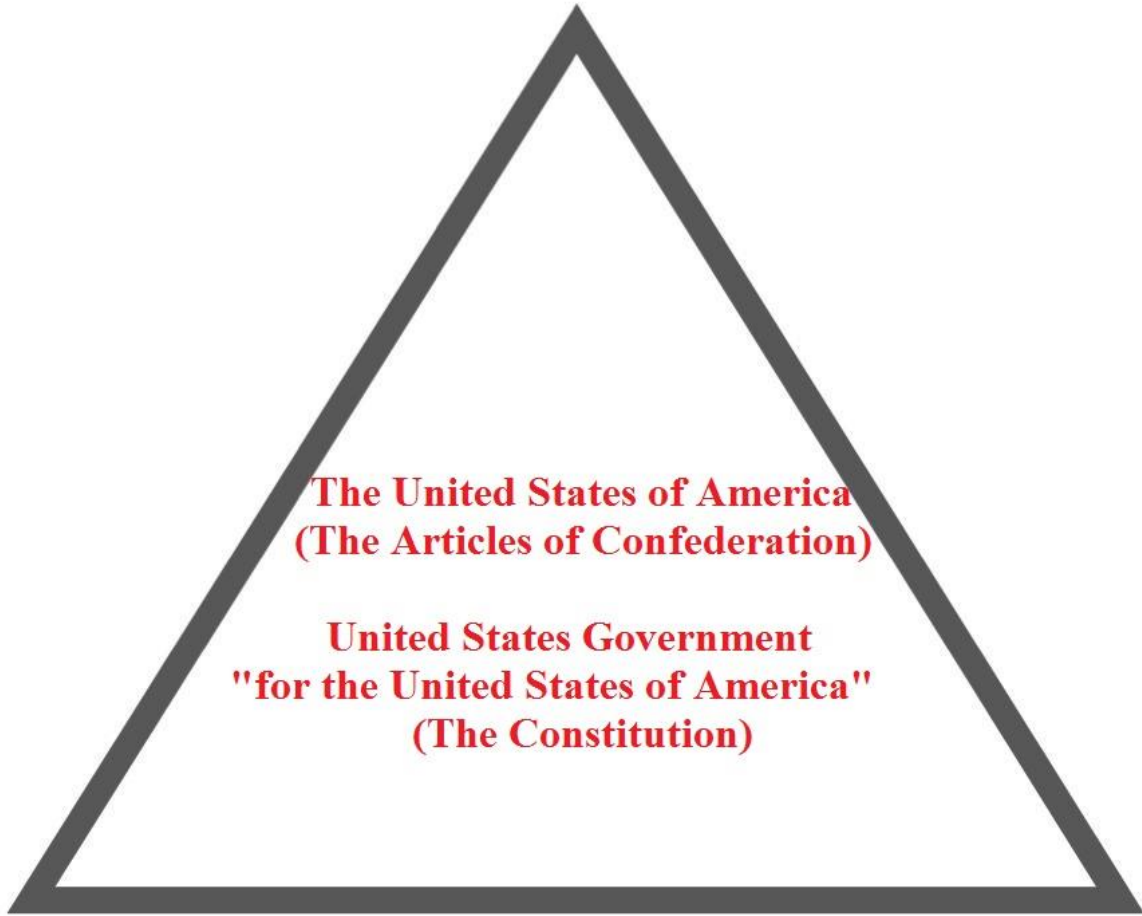 The United States of America
(The Articles of Confederation)
United States Government
"for the United States of America"
(The Constitution)